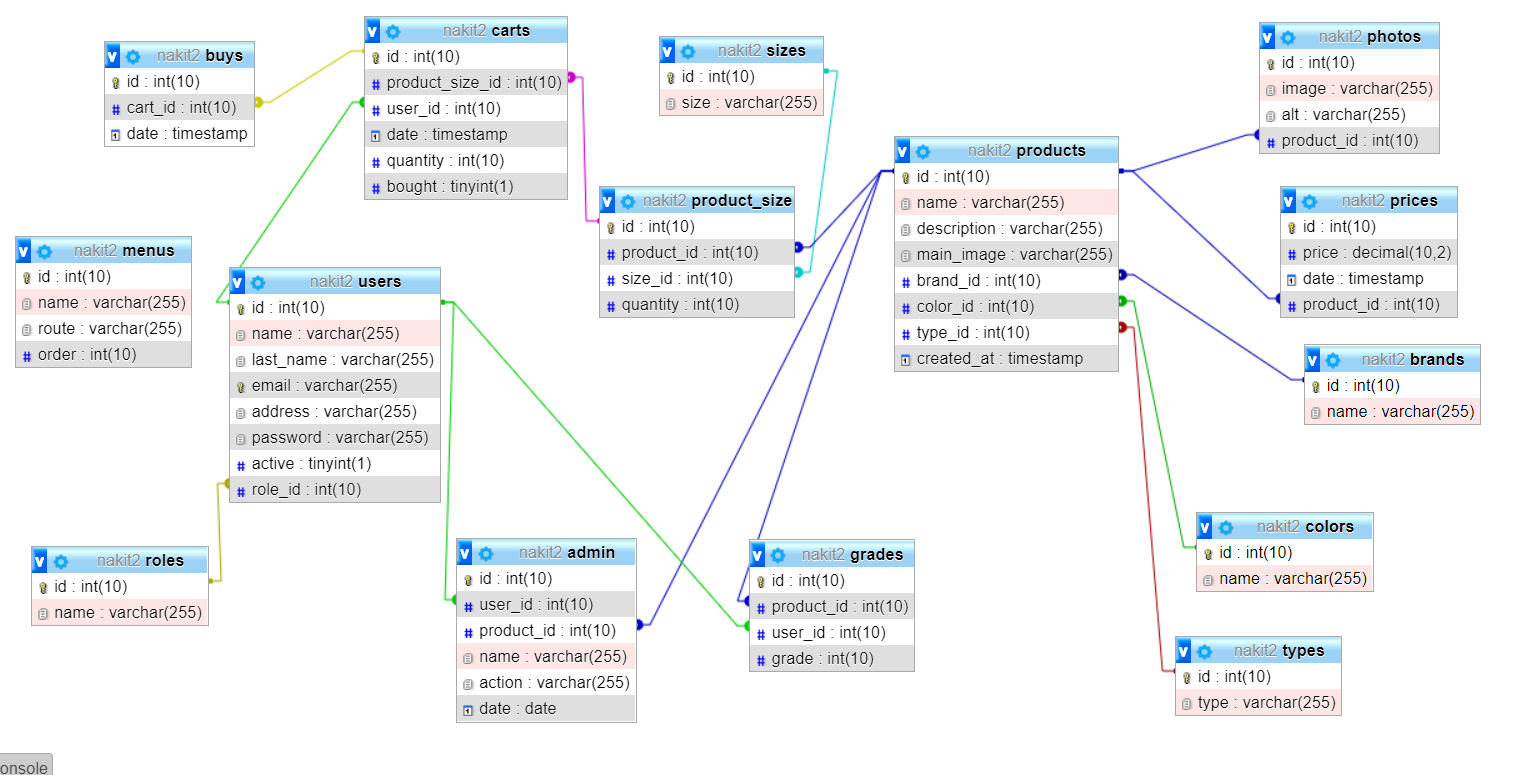 nakit2 buys
id : int(10)
cart_id : int(10)
date : timestamp
nakit2 carts
id : int(10)
product_size_id : int(10)
user_id : int(10)
date : timestamp
quantity : int(10)
bought : tinyint(1)
nakit2 sizes
id : int(10)
size : varchar(255)
nakit2 photos
id : int(10)
image : varchar(255)
alt : varchar(255)
product_id : int(10)
nakit2 products
id : int(10)
name : varchar(255)
description : varchar(255)
main_image : varchar(255)
brand_id : int(10)
color_id : int(10)
type_id : int(10)
created_at : timestamp
nakit2 product_size
id : int(10)
product_id : int(10)
size_id : int(10)
quantity : int(10)
nakit2 prices
id : int(10)
price : decimal(10,2)
date : timestamp
product_id : int(10)
nakit2 menus
id : int(10)
name : varchar(255)
route : varchar(255)
order : int(10)
nakit2 users
id : int(10)
name : varchar(255)
last_name : varchar(255)
email : varchar(255)
address : varchar(255)
password : varchar(255)
active : tinyint(1)
role_id : int(10)
nakit2 brands
id : int(10)
name : varchar(255)
nakit2 roles
id : int(10)
name : varchar(255)
nakit2 admin
id : int(10)
user_id : int(10)
product_id : int(10)
name : varchar(255)
action : varchar(255)
date : date
nakit2 grades
id : int(10)
product_id : int(10)
user_id : int(10)
grade : int(10)
nakit2 colors
id : int(10)
name : varchar(255)
nakit2 types
id : int(10)
type : varchar(255)
onsole